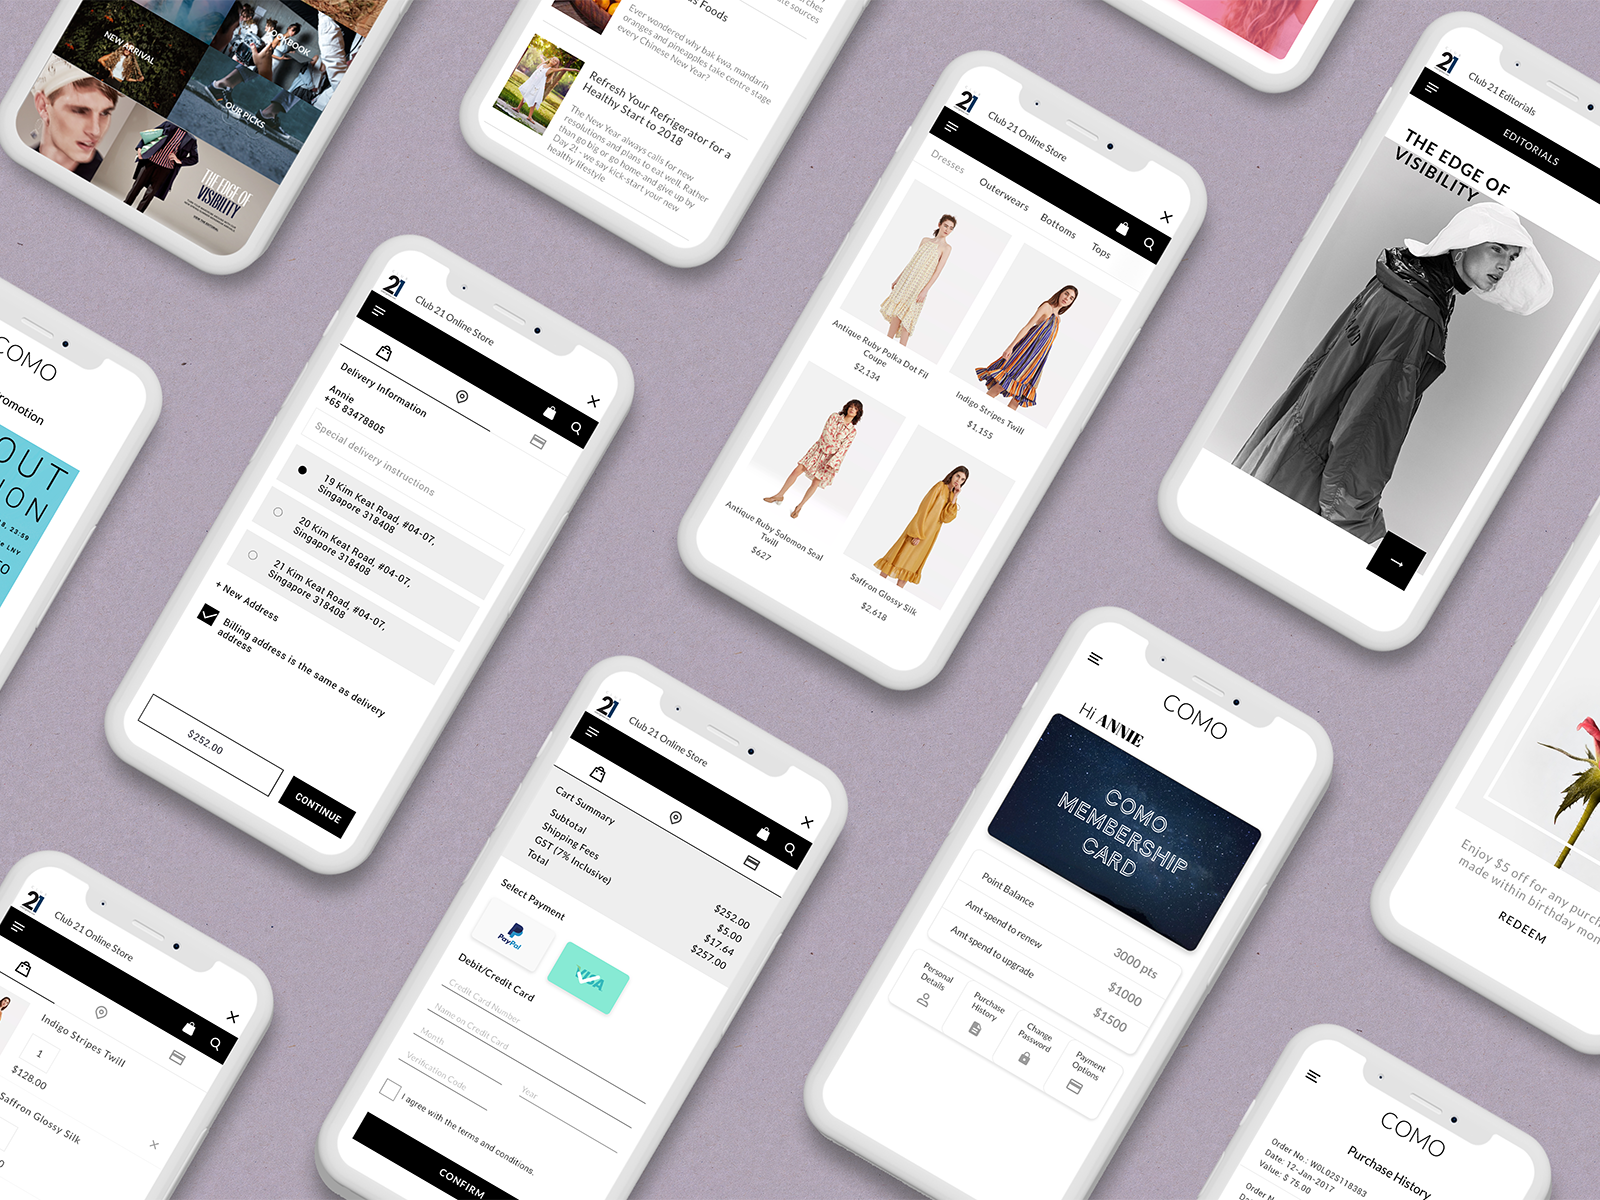 NEW ARRIVAL
LOOKBOOK
OUR PICKS
THE EDGE OF
VISIBILITY
Foods
Ever wondered why bak kwa, mandarin
oranges and pineapples take centre stage
every Chinese New Year?
Refresh Your Refrigerator for a
Healthy Start to 2018
The New Year always calls for new
resolutions and plans to eat well. Rather
than go big or go home-and give up by
Day 21 - we say kick-start your new
healthy lifestyle
21
Club 21 Online Store
Dresses
Outerwears
Bottoms
Tops
Antique Ruby Polka Dot Fil
Coupe
$2,134
Indigo Stripes Twill
$1,155
Antique Ruby Solomon Seal
Twill
$627
Saffron Glossy Silk
$2,618
21
Club 21 Editorials
EDITORIALS
THE EDGE OF
VISIBILITY
COMO
romotion
OUT
ION
8, 23:59
LNY
21
Club 21 Online Store
Delivery Information
Annie
+65 83478805
Special delivery instructions
19 Kim Keat Road, #04-07,
Singapore 318408
20 Kim Keat Road, #04-07,
Singapore 318408
21 Kim Keat Road, #04-07,
Singapore 318408
+ New Address
Billing address is the same as delivery
address
$252.00
CONTINUE
21
Club 21 Online Store
Cart Summary
Subtotal
$252.00
Shipping Fees
$5.00
GST (7% Inclusive)
$17.64
Total
$257.00
Select Payment
PayPal
VISA
Debit/Credit Card
Credit Card Number
Name on Credit Card
Month
Year
Verification Code
I agree with the terms and conditions.
CONFIRM
COMO
Hi ANNIE
COMO
MEMBERSHIP
CARD
Point Balance
3000 pts
Amt spend to renew
$1000
Amt spend to upgrade
$1500
Personal
Details
Purchase
History
Change
Password
Payment
Options
Enjoy $5 off for any purch
made within birthday mon
REDEEM
21
Club 21 Online Store
Indigo Stripes Twill
1
$128.00
Saffron Glossy Silk
COMO
Purchase History
Order No.: W0L02S118383
Date: 12-Jan-2017
Value: $ 75.00
Order N
Date: